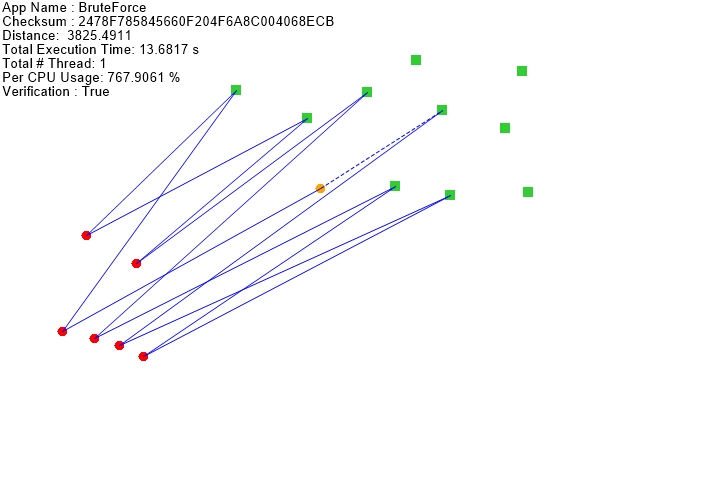 App Name : BruteForce
Checksum : 2478F785845660F204F6A8C004068ECB
Distance:  3825.4911
Total Execution Time: 13.6817 s
Total # Thread: 1
Per CPU Usage: 767.9061 %
Verification : True